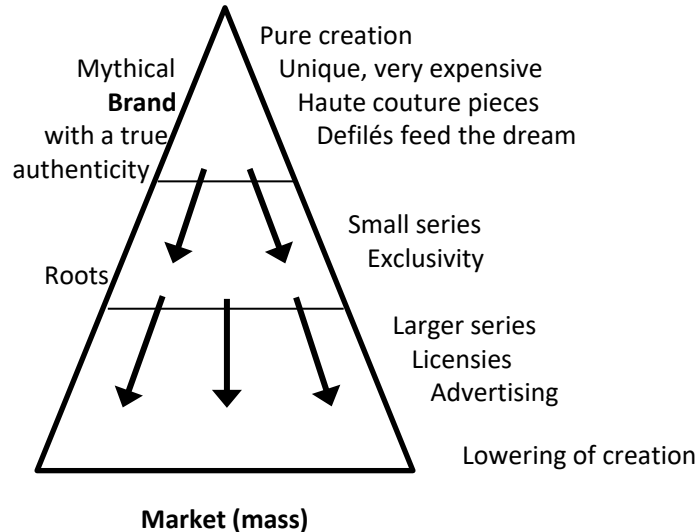 Pure creation
Unique, very expensive
Haute couture pieces
Defilés feed the dream
Mythical
Brand
with a true
authenticity
Small series
Exclusivity
Roots
Larger series
Licensies
Advertising
Lowering of creation
Market (mass)